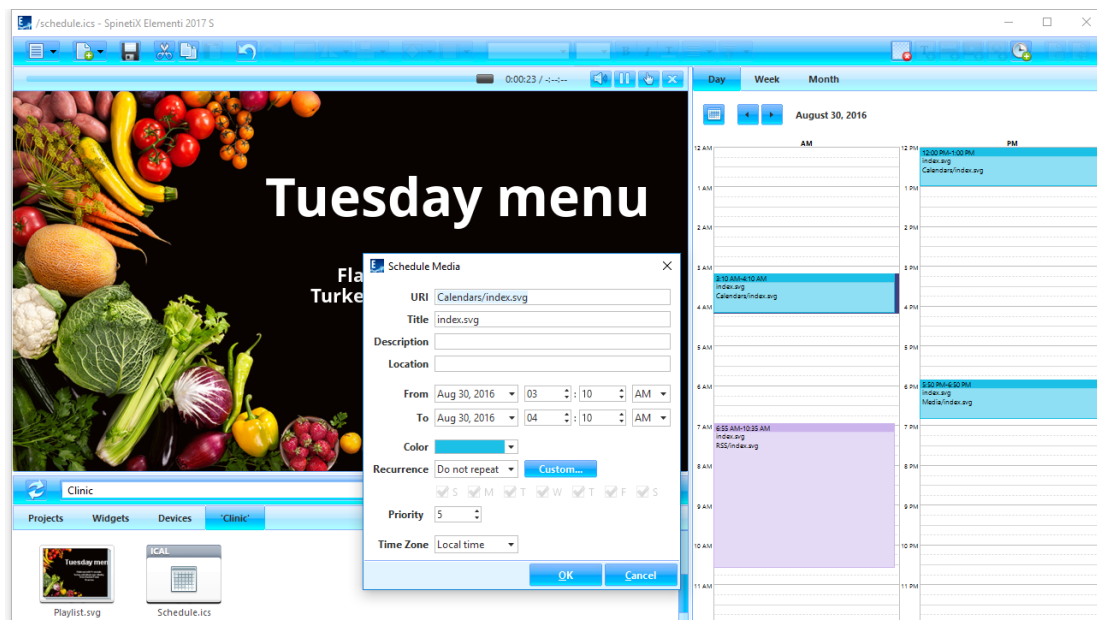 /schedule.ics - SpinetiX Elementi 2017 S
0:00:23 / -:--:--
Day Week Month
August 30, 2016
AM PM
12 AM
1 AM
2 AM
3 AM
4 AM
5 AM
6 AM
7 AM
8 AM
9 AM
10 AM
11 AM
3:10 AM-4:10 AM
index.svg
Calendars/index.svg
6:55 AM-10:35 AM
index.svg
RSS/index.svg
12 PM
1 PM
2 PM
3 PM
4 PM
5 PM
6 PM
7 PM
8 PM
9 PM
10 PM
11 PM
12:00 PM-1:00 PM
index.svg
Calendars/index.svg
5:50 PM-6:50 PM
index.svg
Media/index.svg
Tuesday menu
Fla
Turke
Schedule Media
URI Calendars/index.svg
Title index.svg
Description
Location
From Aug 30, 2016 03 : 10 AM
To Aug 30, 2016 04 : 10 AM
Color
Recurrence Do not repeat Custom...
S M T W T F S
Priority 5
Time Zone Local time
OK Cancel
Clinic
Projects Widgets Devices 'Clinic'
Tuesday men
ICAL
Playlist.svg Schedule.ics